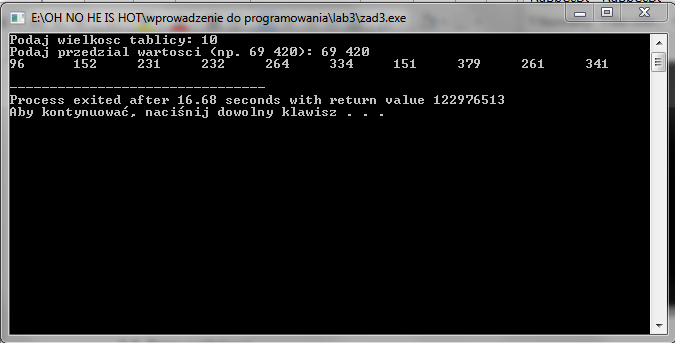 E:\OH NO HE IS HOT\wprowadzenie do programowania\lab3\zad3.exe
Podaj wielkosc tablicy: 10
Podaj przedzial wartosci (np. 69 420): 69 420
96 152 231 232 264 334 151 379 261 341
--------------------------------
Process exited after 16.68 seconds with return value 122976513
Aby kontynuować, naciśnij dowolny klawisz . . .